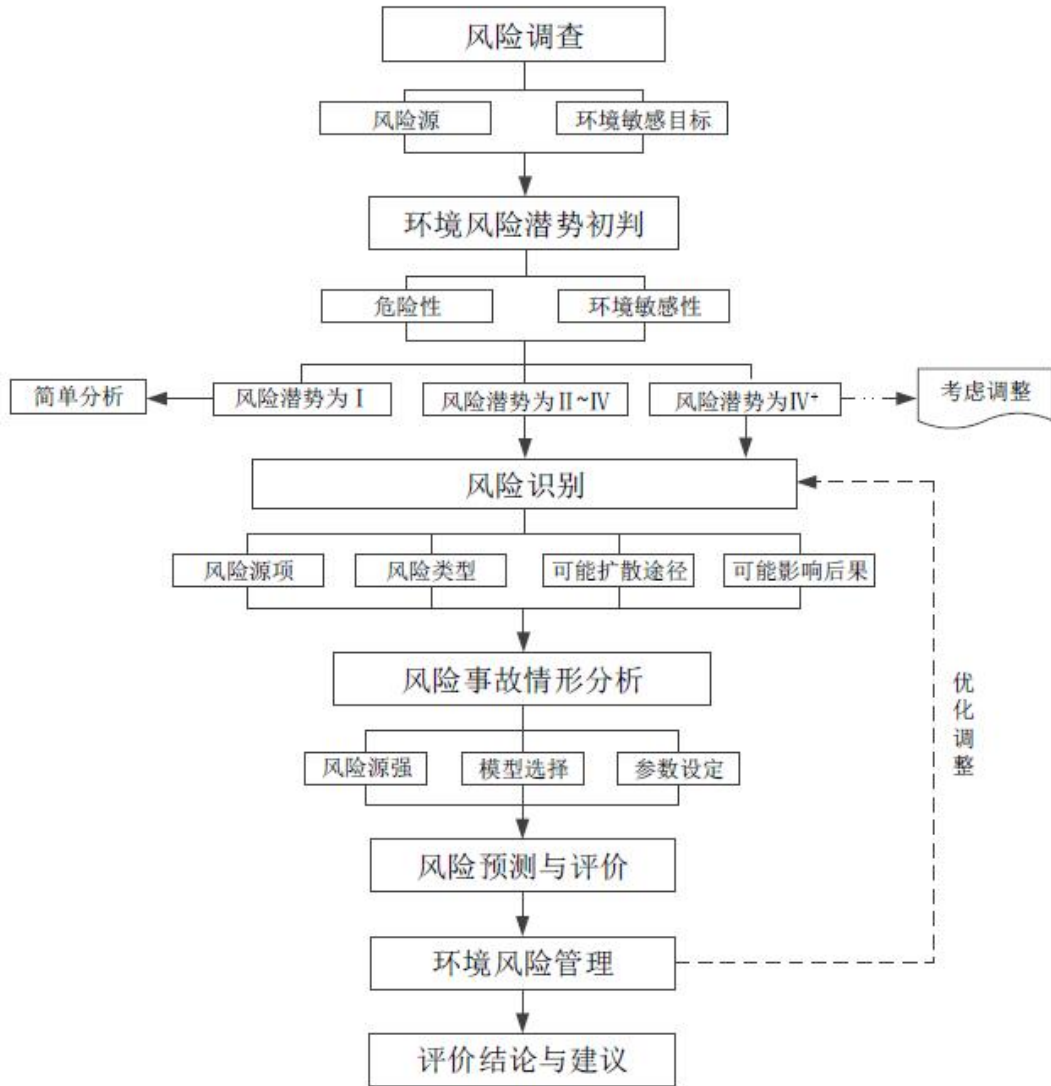 风险调查
风险源
环境敏感目标
环境风险潜势初判
危险性
环境敏感性
简单分析
风险潜势为Ⅰ
风险潜势为Ⅱ~Ⅳ
风险潜势为Ⅳ⁺
考虑调整
风险识别
风险源项
风险类型
可能扩散途径
可能影响后果
风险事故情形分析
风险源强
模型选择
参数设定
优化调整
风险预测与评价
环境风险管理
评价结论与建议